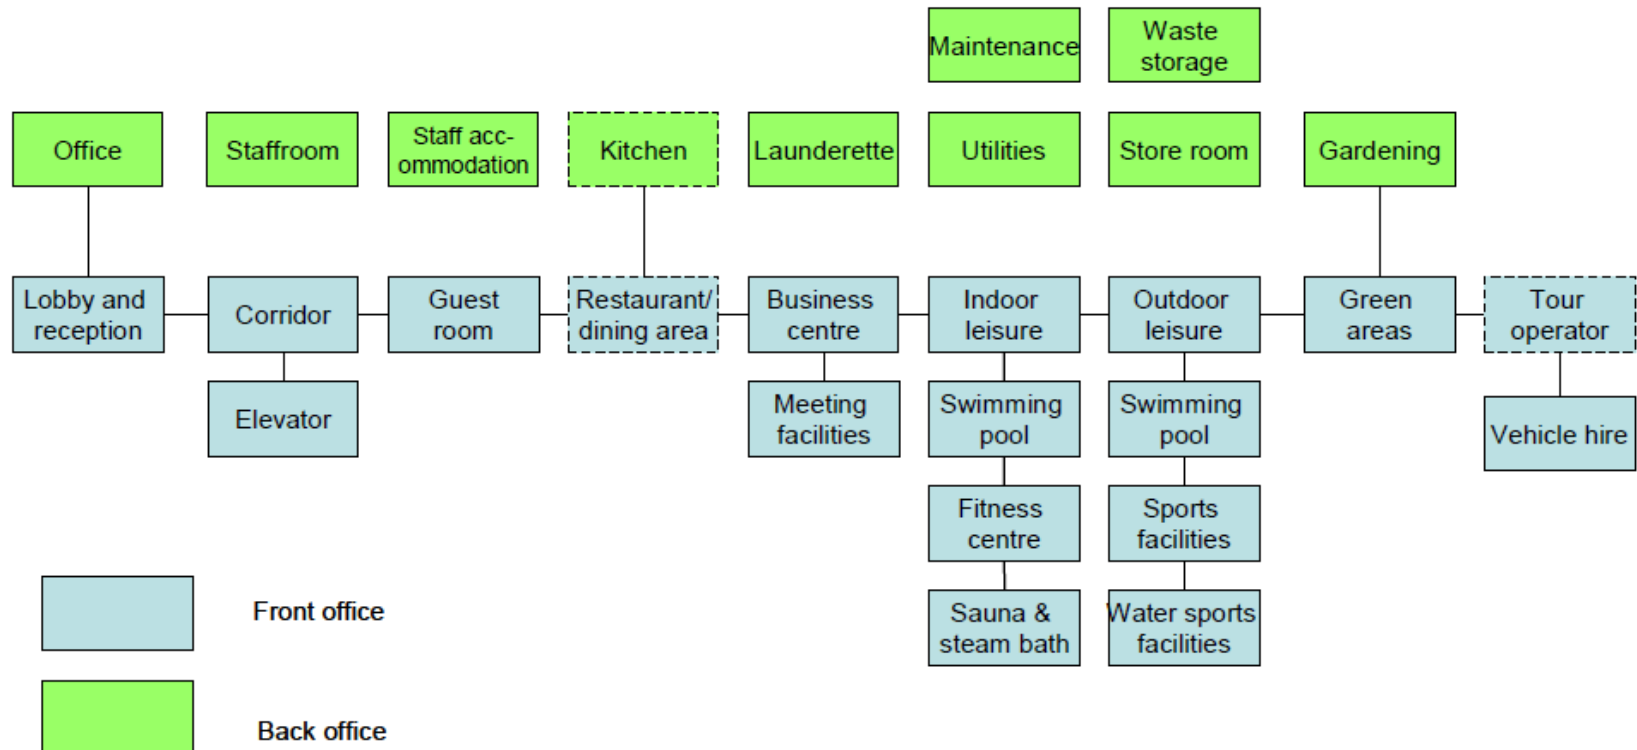 Maintenance
Waste
storage
Office
Staffroom
Staff acc-
ommodation
Kitchen
Launderette
Utilities
Store room
Gardening
Lobby and
reception
Corridor
Guest
room
Restaurant/
dining area
Business
centre
Indoor
leisure
Outdoor
leisure
Green
areas
Tour
operator
Elevator
Meeting
facilities
Swimming
pool
Swimming
pool
Vehicle hire
Fitness
centre
Sports
facilities
Sauna &
steam bath
Water sports
facilities
Front office
Back office